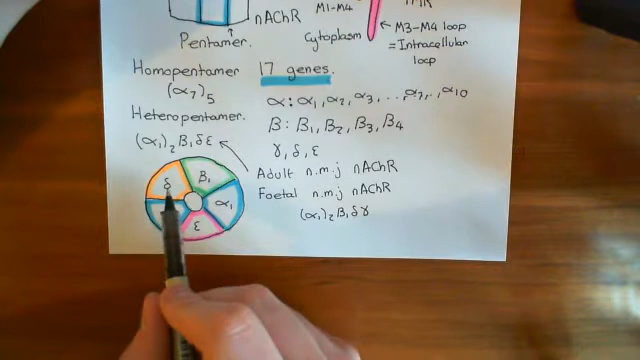 nAChR
Pentamer.
M1-M4
Cytoplasm
M3-M4 loop
= Intracellular
loop
Homopentamer
(α7)5
Heteropentamer.
(α1)2 β1 δ ε
17 genes.
α: α1, α2, α3, ... α7, .. α10
β: β1, β2, β3, β4
γ, δ, ε
Adult n.m.j nAChR
Foetal n.m.j nAChR
(α1)2 β1 δ γ
δ
β1
α1
ε